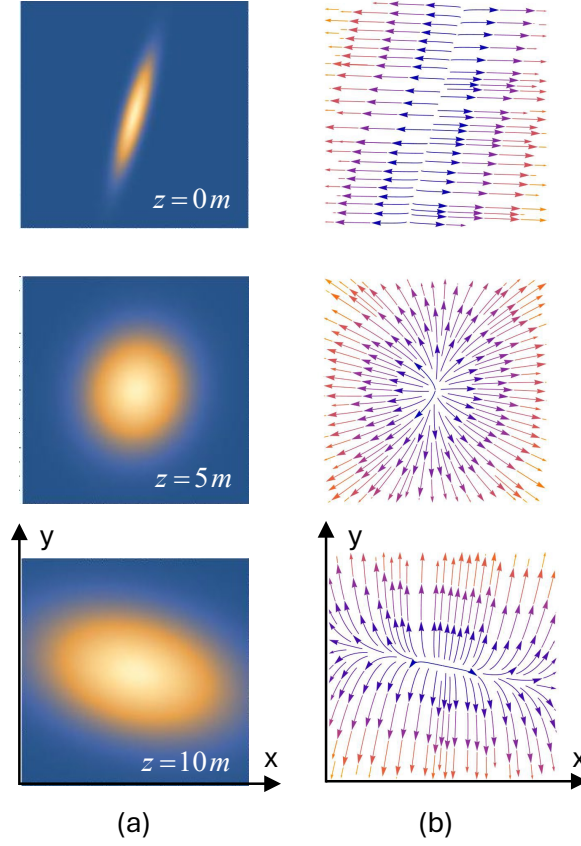 z = 0 m
z = 5 m
y
y
z = 10 m
x
x
(a)
(b)